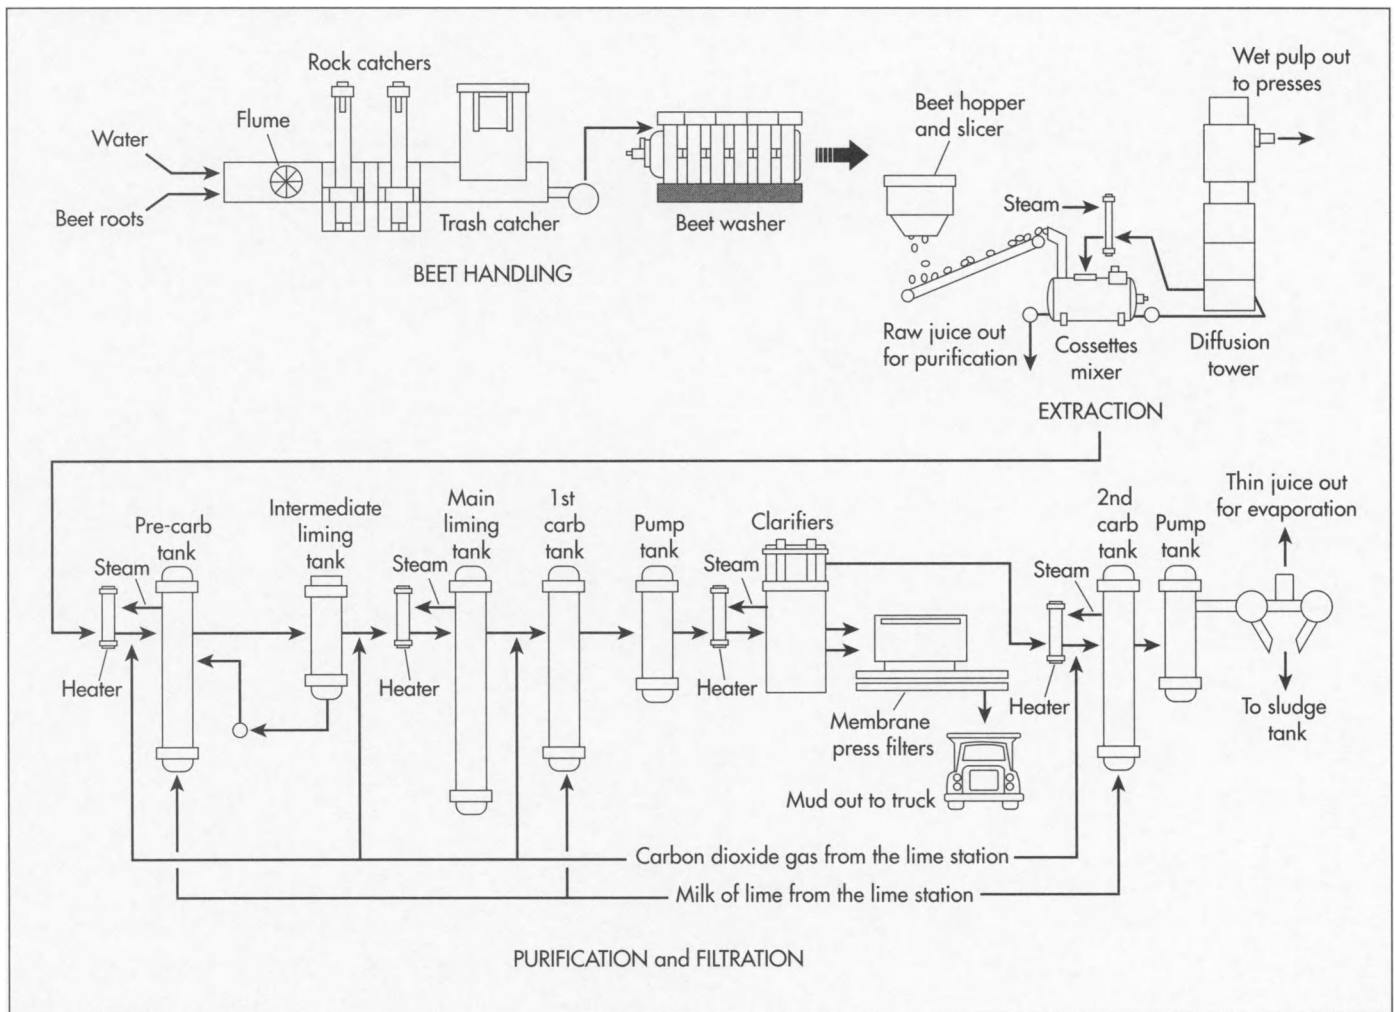 Rock catchers
Flume
Water
Beet roots
Trash catcher
Beet washer
BEET HANDLING
Beet hopper
and slicer
Wet pulp out
to presses
Steam
Raw juice out
for purification
Cossettes
mixer
Diffusion
tower
EXTRACTION
Pre-carb
tank
Steam
Heater
Intermediate
liming
tank
Main
liming
tank
Steam
Heater
1st
carb
tank
Pump
tank
Clarifiers
Steam
Heater
Membrane
press filters
Mud out to truck
2nd
carb
tank
Steam
Heater
Pump
tank
Thin juice out
for evaporation
To sludge
tank
Carbon dioxide gas from the lime station
Milk of lime from the lime station
PURIFICATION and FILTRATION